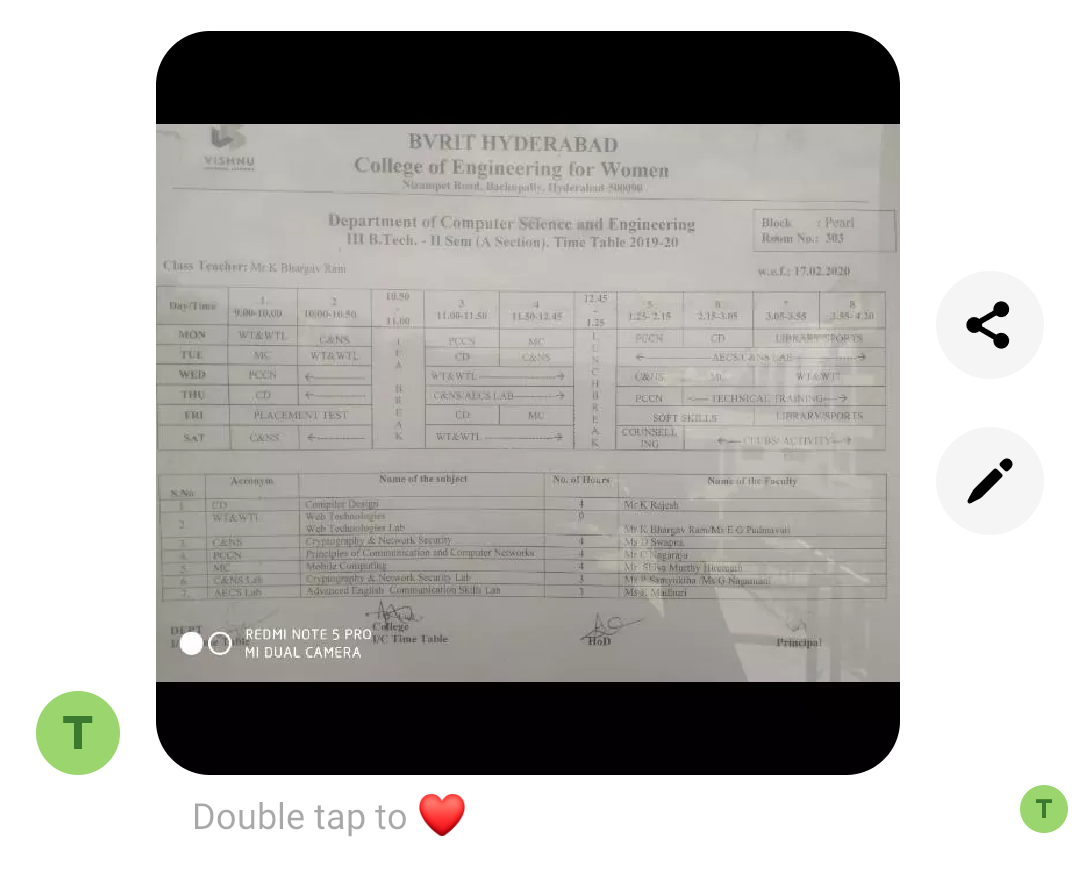 VISHNU
BVRIT HYDERABAD
College of Engineering for Women
Nizampet Road, Bachupally, Hyderabad-500090
Department of Computer Science and Engineering
III B.Tech. - II Sem (A Section). Time Table 2019-20
Block : Pearl
Room No.: 303
Class Teacher: Mr K Bhargav Ram
w.e.f.: 17.02.2020
Day/Time 1 9.00-10.00 2 10.00-10.50 10.50 - 11.00 3 11.00-11.50 4 11.50-12.45 12.45 - 1.25 5 1.25-2.15 6 2.15-3.05 7 3.05-3.55 8 3.55-4.30
MON WT&WTL C&NS PCCN MC PCCN CD LIBRARY/SPORTS
TUE MC WT&WTL CD C&NS AECS/C&NS LAB
WED PCCN WT&WTL C&NS MC
THU CD C&NS/AECS LAB PCCN TECHNICAL TRAINING
FRI PLACEMENT TEST CD MC SOFT SKILLS LIBRARY/SPORTS
SAT C&NS WT&WTL COUNSELL ING CLUBS/ ACTIVITY
BREAK
LUNCH BREAK
S.No Acronym Name of the subject No. of Hours Name of the Faculty
1. CD Compiler Design 4 Mr K Rajesh
2. WT&WTL Web Technologies
Web Technologies Lab Mr K Bhargav Ram/Ms E G Padmavati
3. C&NS Cryptography & Network Security 4 Ms D Swapna
4. PCCN Principles of Communication and Computer Networks 4 Mr C Nagaraju
5. MC Mobile Computing 4 Mr Shiva Murthy Hiremath
6. C&NS Lab Cryptography & Network Security Lab 3
7. AECS Lab Advanced English Communication Skills Lab 3 Madhuri
DEPT
College
I/C Time Table
HoD
Principal
REDMI NOTE 5 PRO
MI DUAL CAMERA
T
Double tap to ❤️
T